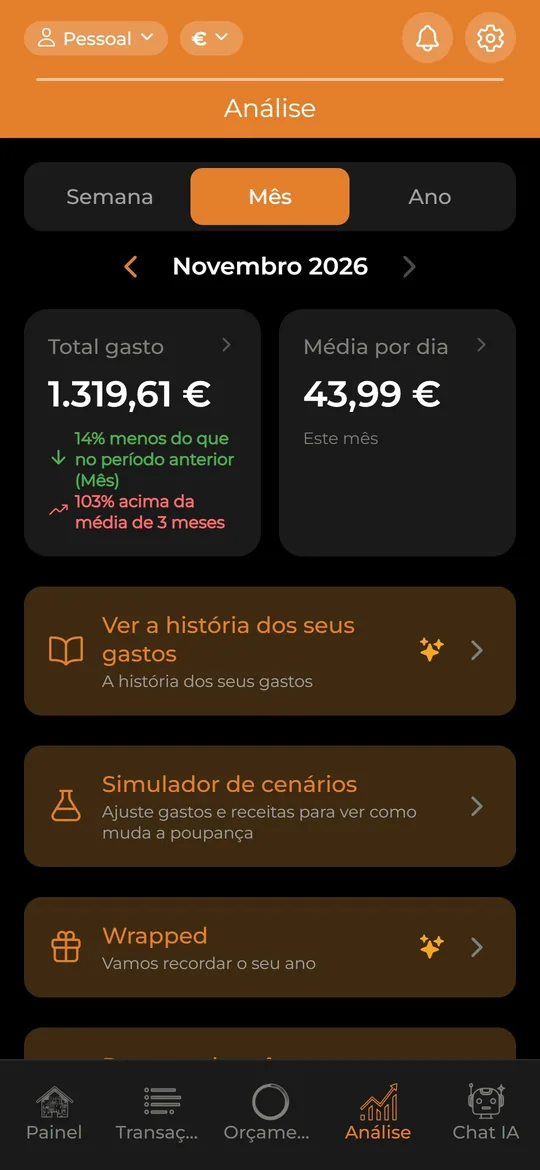 Pessoal
€
Análise
Semana
Mês
Ano
Novembro 2026
Total gasto
1.319,61 €
14% menos do que
no período anterior
(Mês)
103% acima da
média de 3 meses
Média por dia
43,99 €
Este mês
Ver a história dos seus
gastos
A história dos seus gastos
Simulador de cenários
Ajuste gastos e receitas para ver como
muda a poupança
Wrapped
Vamos recordar o seu ano
Painel
Transaç...
Orçame...
Análise
Chat IA